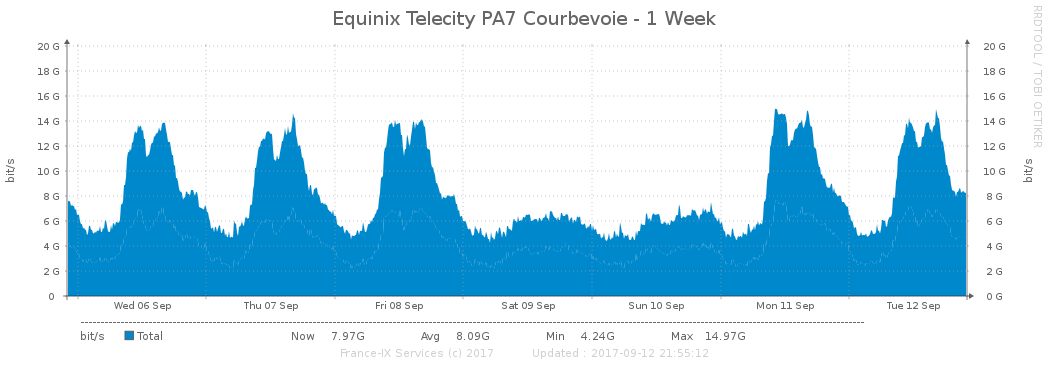 Equinix Telecity PA7 Courbevoie - 1 Week
RRDTOOL / TOBI OETIKER
bit/s
20 G 20 G
18 G 18 G
16 G 16 G
14 G 14 G
12 G 12 G
10 G 10 G
8 G 8 G
6 G 6 G
4 G 4 G
2 G 2 G
0 0 G
bit/s
Wed 06 Sep Thu 07 Sep Fri 08 Sep Sat 09 Sep Sun 10 Sep Mon 11 Sep Tue 12 Sep
bit/s Total Now 7.97G Avg 8.09G Min 4.24G Max 14.97G
France-IX Services (c) 2017 Updated : 2017-09-12 21:55:12